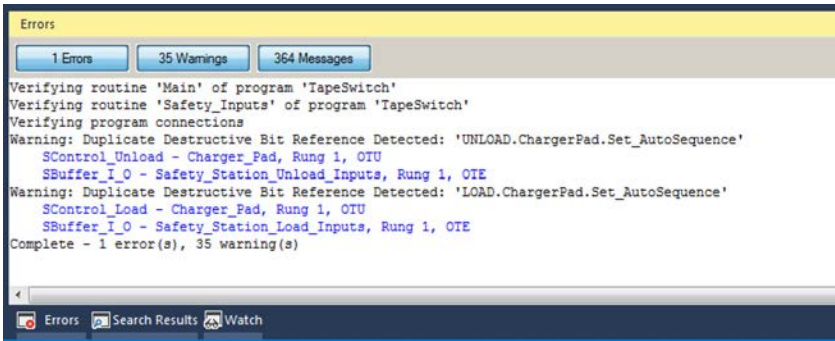 Errors
1 Errors 35 Warnings 364 Messages
Verifying routine 'Main' of program 'TapeSwitch'
Verifying routine 'Safety_Inputs' of program 'TapeSwitch'
Verifying program connections
Warning: Duplicate Destructive Bit Reference Detected: 'UNLOAD.ChargerPad.Set_AutoSequence'
SControl_Unload - Charger_Pad, Rung 1, OTU
SBuffer_I_O - Safety_Station_Unload_Inputs, Rung 1, OTE
Warning: Duplicate Destructive Bit Reference Detected: 'LOAD.ChargerPad.Set_AutoSequence'
SControl_Load - Charger_Pad, Rung 1, OTU
SBuffer_I_O - Safety_Station_Load_Inputs, Rung 1, OTE
Complete - 1 error(s), 35 warning(s)
Errors Search Results Watch